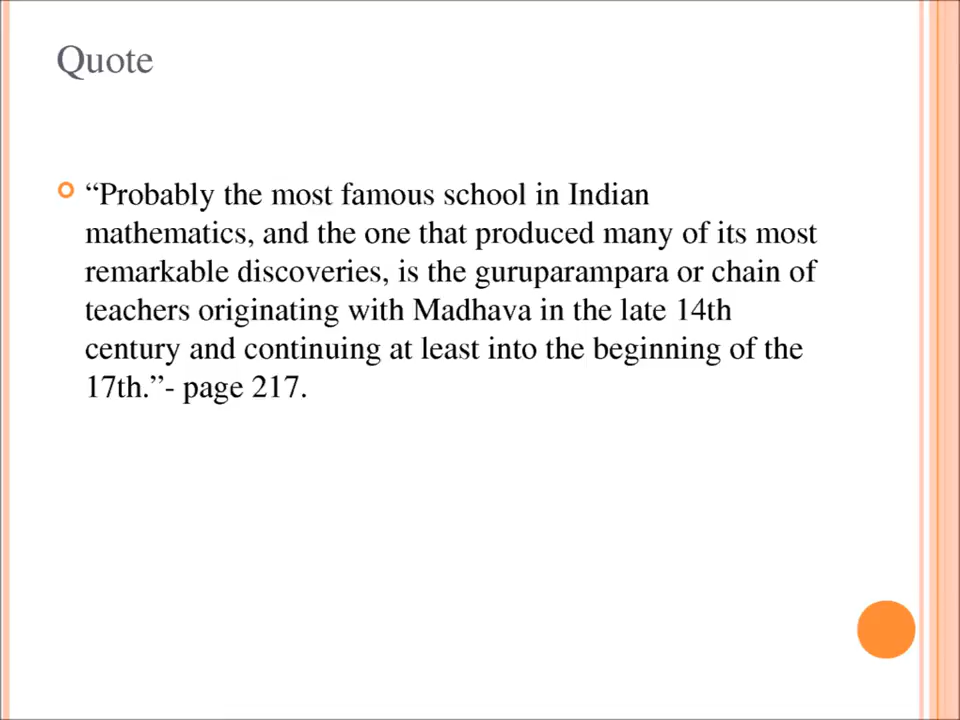 Quote
“Probably the most famous school in Indian
mathematics, and the one that produced many of its most
remarkable discoveries, is the guruparampara or chain of
teachers originating with Madhava in the late 14th
century and continuing at least into the beginning of the
17th.”- page 217.